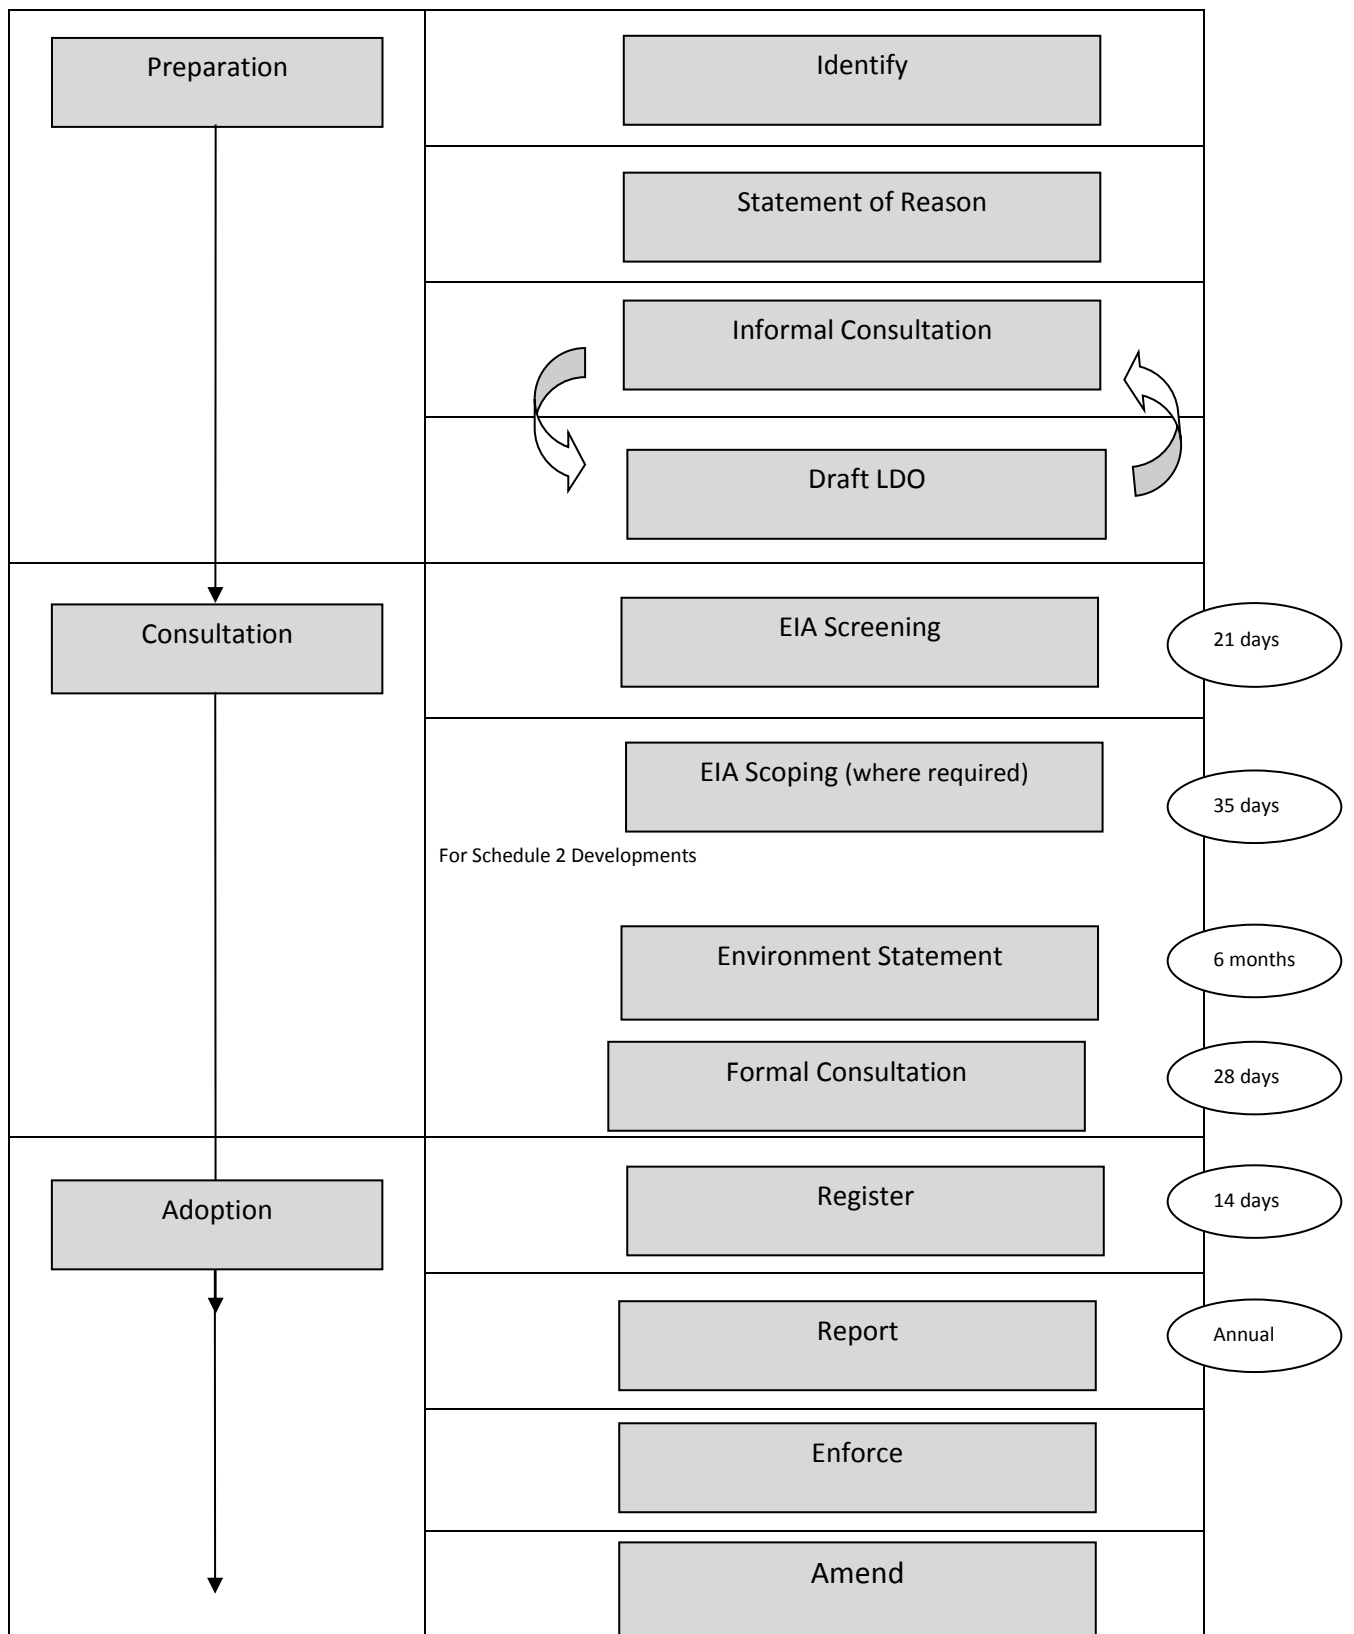 Preparation
Identify
Statement of Reason
Informal Consultation
Draft LDO
Consultation
EIA Screening
21 days
EIA Scoping (where required)
35 days
For Schedule 2 Developments
Environment Statement
6 months
Formal Consultation
28 days
Adoption
Register
14 days
Report
Annual
Enforce
Amend